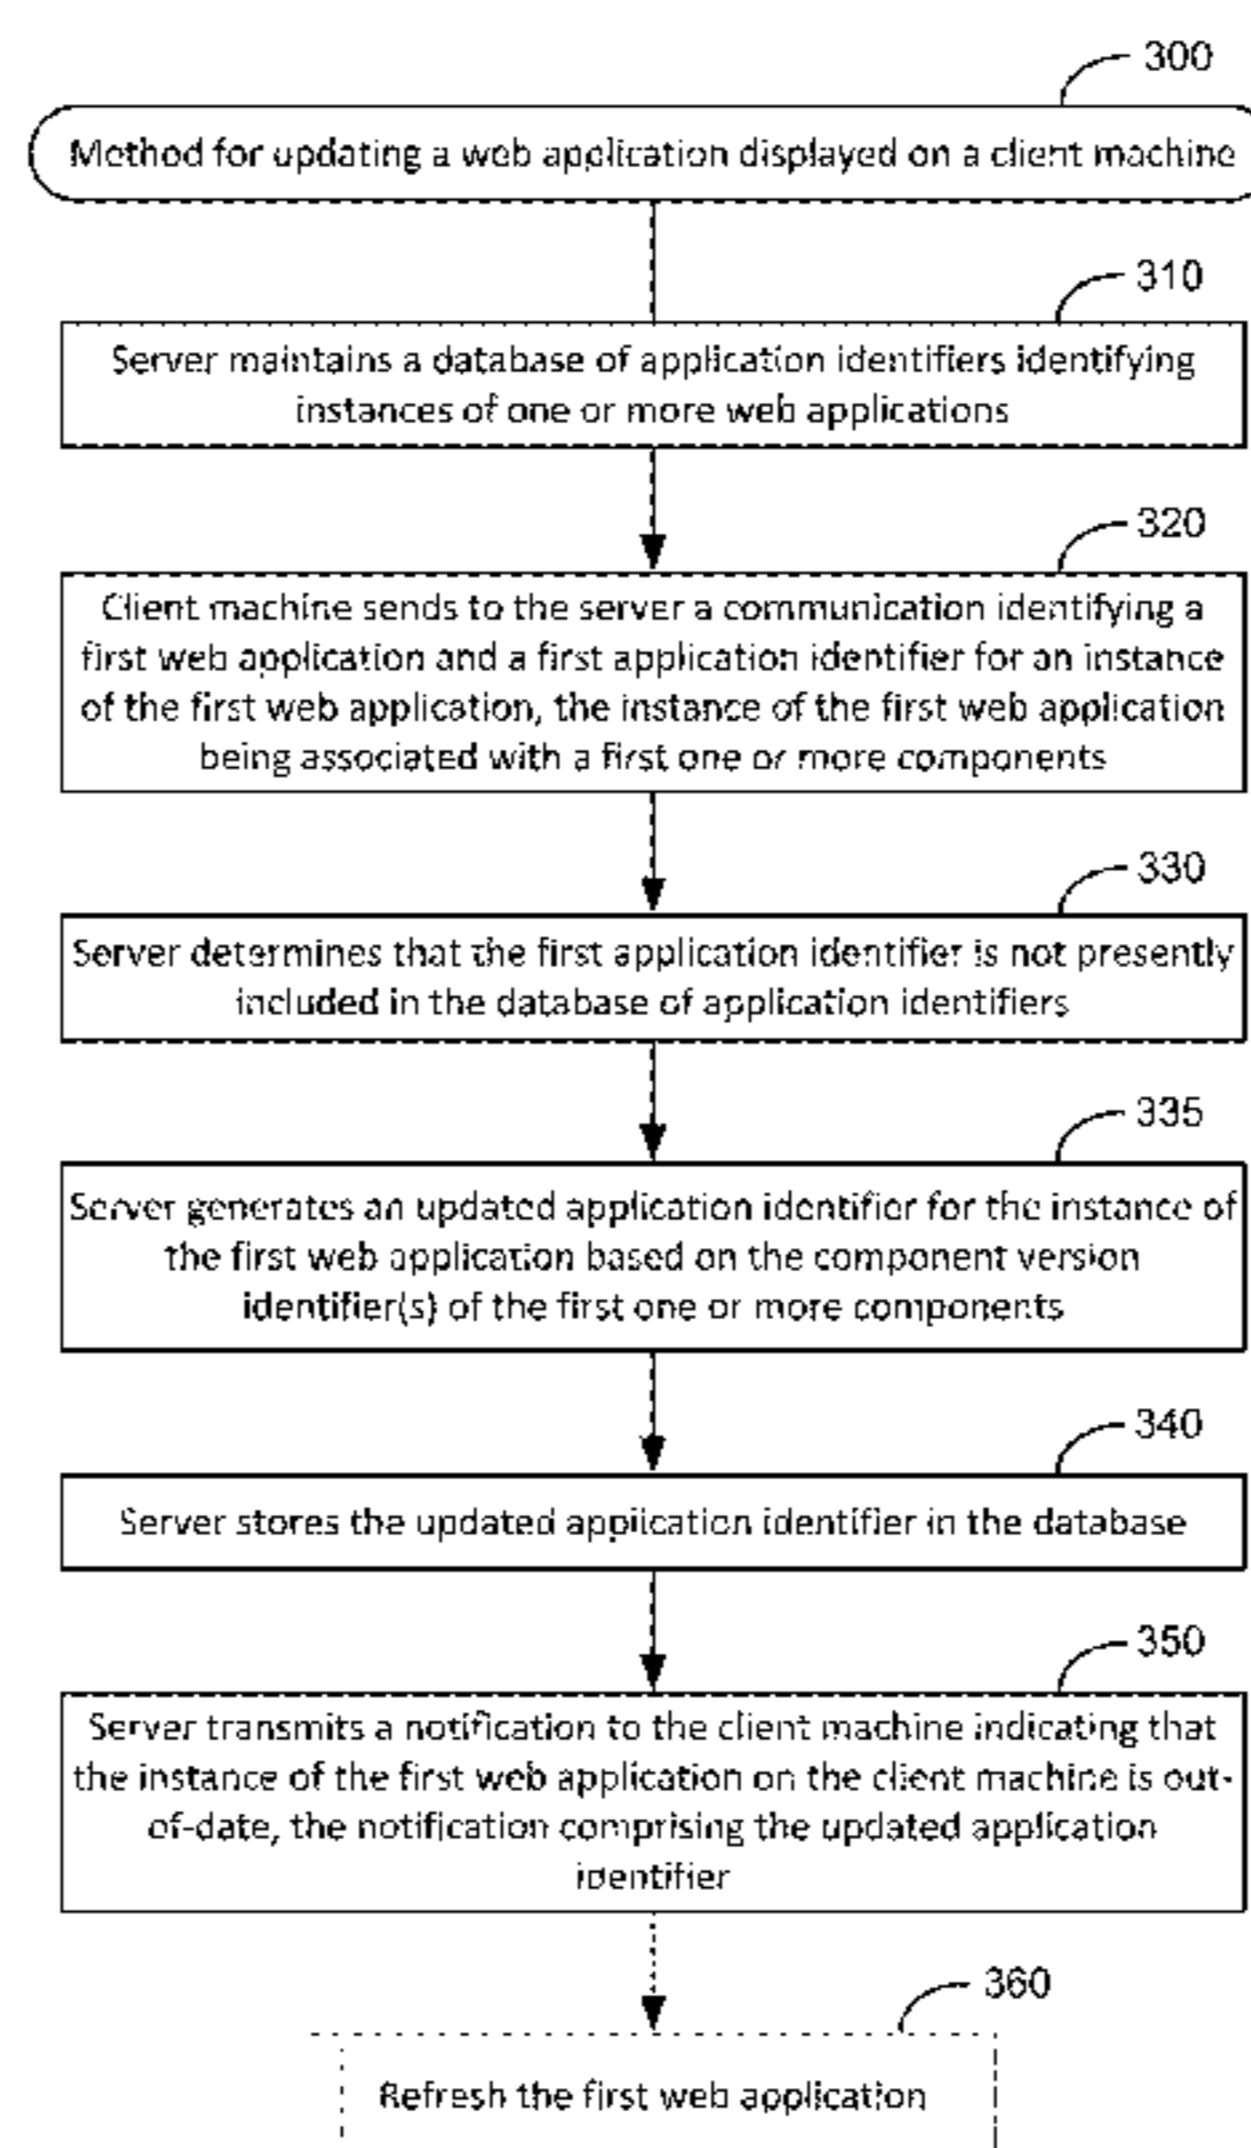 300
Method for updating a web application displayed on a client machine
310
Server maintains a database of application identifiers identifying
instances of one or more web applications
320
Client machine sends to the server a communication identifying a
first web application and a first application identifier for an instance
of the first web application, the instance of the first web application
being associated with a first one or more components
330
Server determines that the first application identifier is not presently
included in the database of application identifiers
335
Server generates an updated application identifier for the instance of
the first web application based on the component version
identifier(s) of the first one or more components
340
Server stores the updated application identifier in the database
350
Server transmits a notification to the client machine indicating that
the instance of the first web application on the client machine is out-
of-date, the notification comprising the updated application
identifier
360
Refresh the first web application